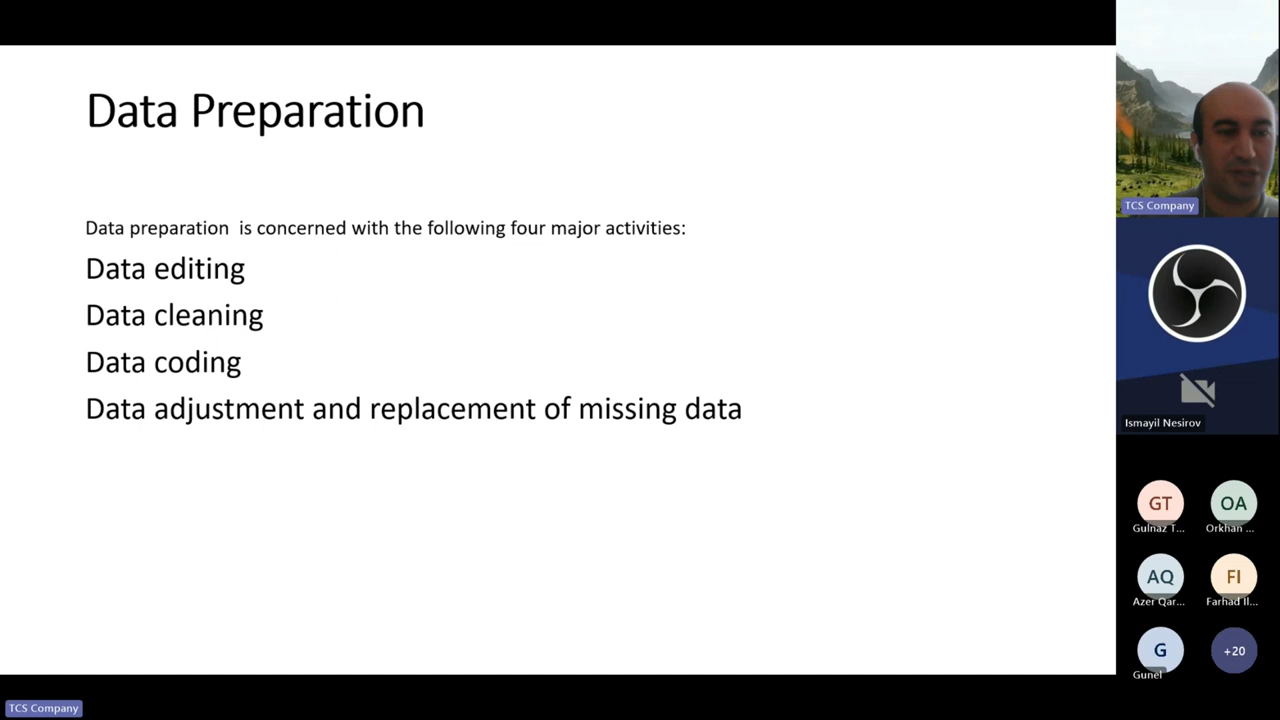 Data Preparation
Data preparation  is concerned with the following four major activities:
Data editing
Data cleaning
Data coding
Data adjustment and replacement of missing data
TCS Company
Ismayil Nesirov
GT
OA
Gulnaz T...
Orkhan ...
AQ
FI
Azer Qar...
Farhad Il...
G
+20
Gunel
TCS Company